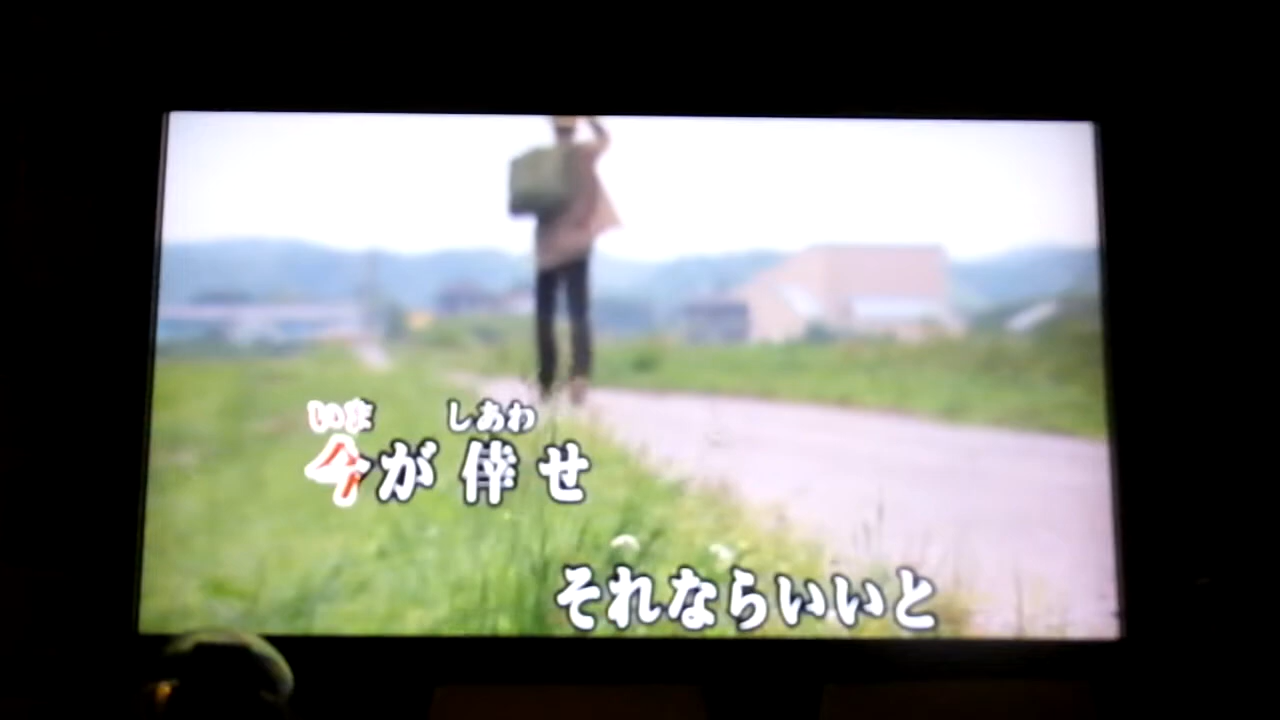 いま しあわ
今が倖せ
それならいいと